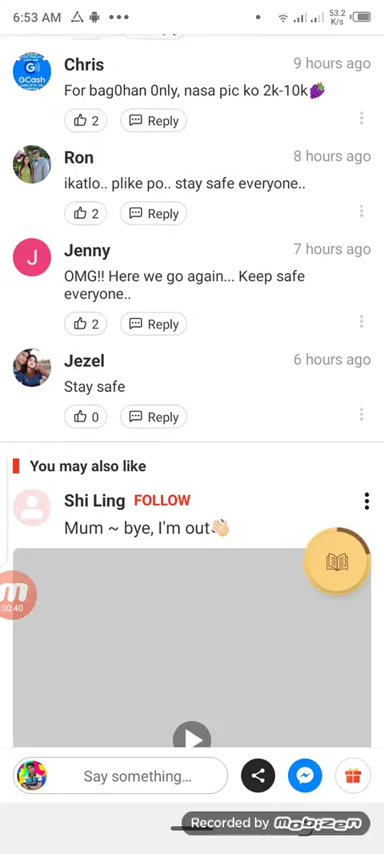 6:53 AM
53.2
K/s
Chris
9 hours ago
GCash
For bag0han 0nly, nasa pic ko 2k-10k🍇
2
Reply
Ron
8 hours ago
ikatlo.. plike po.. stay safe everyone..
2
Reply
J
Jenny
7 hours ago
OMG!! Here we go again... Keep safe
everyone..
2
Reply
Jezel
6 hours ago
Stay safe
0
Reply
You may also like
Shi Ling FOLLOW
Mum ~ bye, I'm out👋🏻
00:40
Say something...
Recorded by mobizen